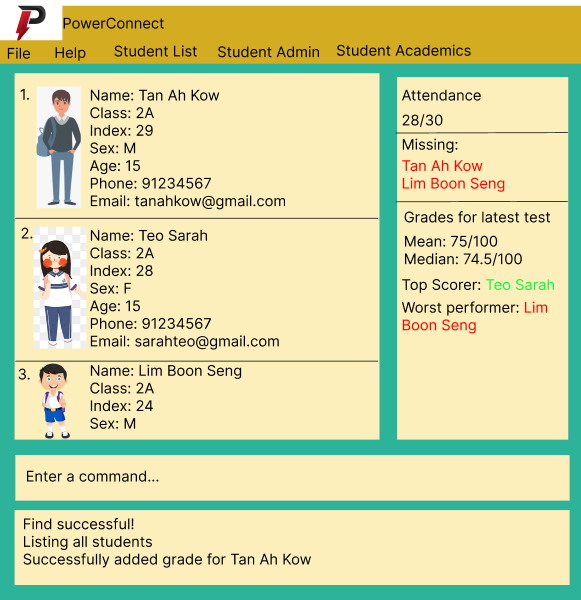 PowerConnect
File Help Student List Student Admin Student Academics
1.
Name: Tan Ah Kow
Class: 2A
Index: 29
Sex: M
Age: 15
Phone: 91234567
Email: tanahkow@gmail.com
2.
Name: Teo Sarah
Class: 2A
Index: 28
Sex: F
Age: 15
Phone: 91234567
Email: sarahteo@gmail.com
3.
Name: Lim Boon Seng
Class: 2A
Index: 24
Sex: M
Attendance
28/30
Missing:
Tan Ah Kow
Lim Boon Seng
Grades for latest test
Mean: 75/100
Median: 74.5/100
Top Scorer: Teo Sarah
Worst performer: Lim
Boon Seng
Enter a command...
Find successful!
Listing all students
Successfully added grade for Tan Ah Kow